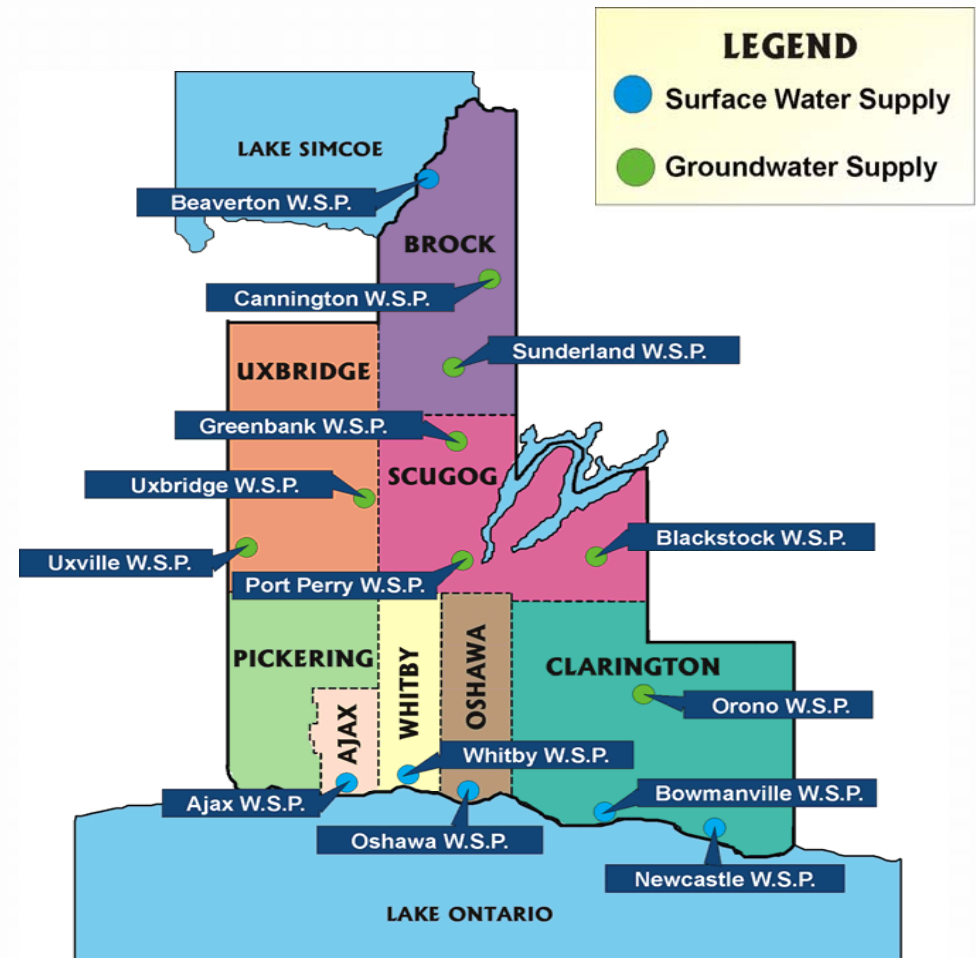 LEGEND
Surface Water Supply
Groundwater Supply
LAKE SIMCOE
Beaverton W.S.P.
BROCK
Cannington W.S.P.
Sunderland W.S.P.
UXBRIDGE
Greenbank W.S.P.
SCUGOG
Uxbridge W.S.P.
Blackstock W.S.P.
Uxville W.S.P.
Port Perry W.S.P.
PICKERING
WHITBY
OSHAWA
CLARINGTON
AJAX
Orono W.S.P.
Whitby W.S.P.
Bowmanville W.S.P.
Ajax W.S.P.
Oshawa W.S.P.
Newcastle W.S.P.
LAKE ONTARIO